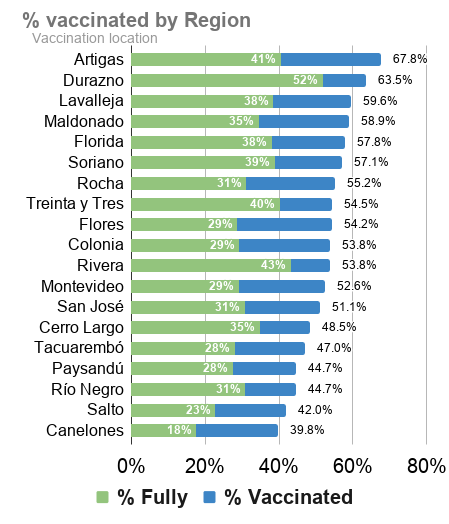 % vaccinated by Region
Vaccination location
Artigas 41% 67.8%
Durazno 52% 63.5%
Lavalleja 38% 59.6%
Maldonado 35% 58.9%
Florida 38% 57.8%
Soriano 39% 57.1%
Rocha 31% 55.2%
Treinta y Tres 40% 54.5%
Flores 29% 54.2%
Colonia 29% 53.8%
Rivera 43% 53.8%
Montevideo 29% 52.6%
San José 31% 51.1%
Cerro Largo 35% 48.5%
Tacuarembó 28% 47.0%
Paysandú 28% 44.7%
Río Negro 31% 44.7%
Salto 23% 42.0%
Canelones 18% 39.8%
0% 20% 40% 60% 80%
% Fully % Vaccinated